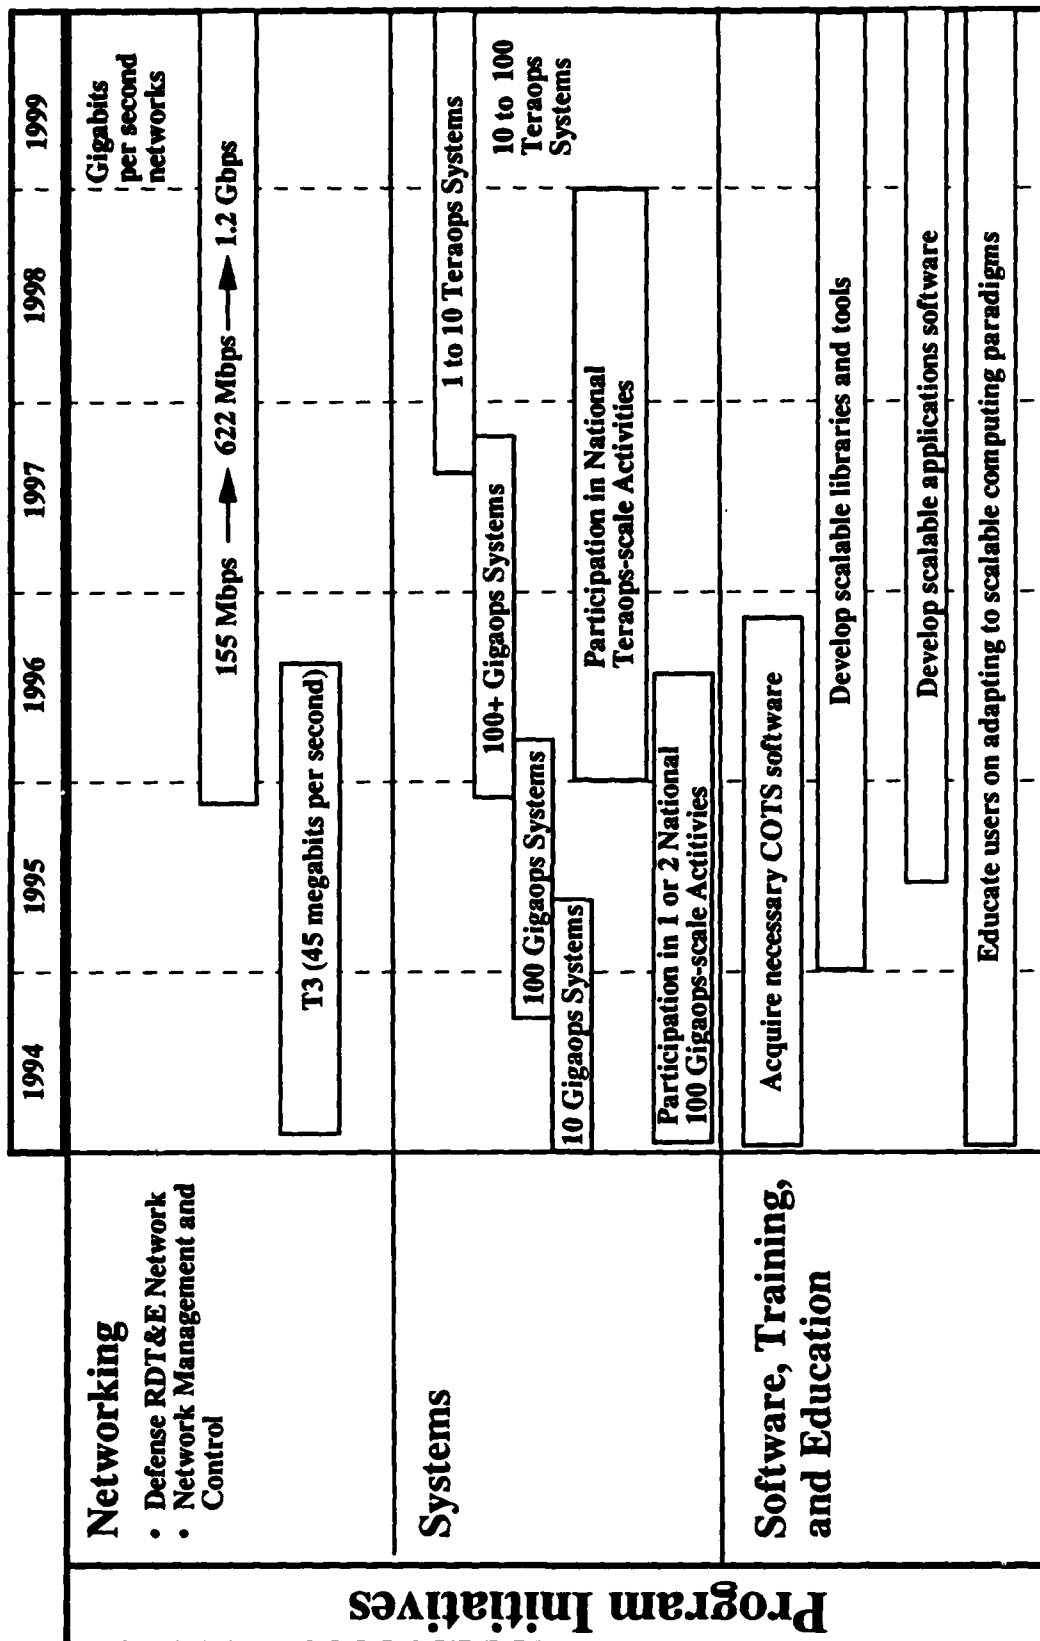 1994 1995 1996 1997 1998 1999
Program Initiatives
Networking
• Defense RDT&E Network
• Network Management and
Control
Gigabits
per second
networks
155 Mbps 622 Mbps 1.2 Gbps
T3 (45 megabits per second)
Systems
1 to 10 Teraops Systems
100+ Gigaops Systems
10 to 100
Teraops
Systems
100 Gigaops Systems
10 Gigaops Systems
Participation in National
Teraops-scale Activities
Participation in 1 or 2 National
100 Gigaops-scale Actitivies
Software, Training,
and Education
Acquire necessary COTS software
Develop scalable libraries and tools
Develop scalable applications software
Educate users on adapting to scalable computing paradigms